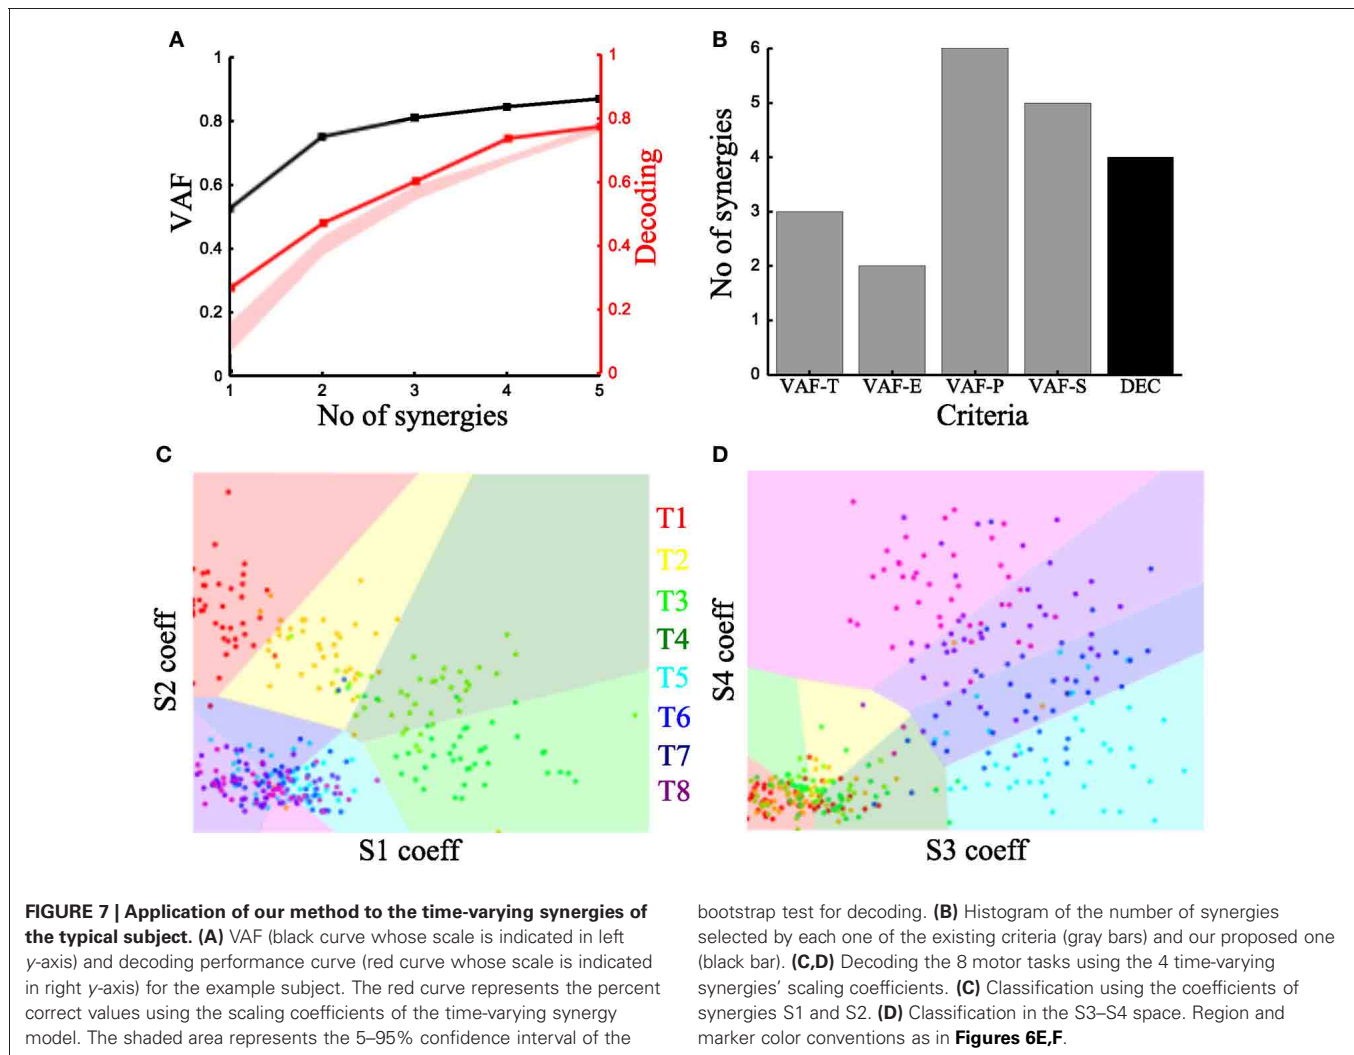 A
1
0.8
0.6
0.4
0.2
0
VAF
1
0.8
0.6
0.4
0.2
0
Decoding
1 2 3 4 5
No of synergies
B
6
5
4
3
2
1
0
No of synergies
VAF-T VAF-E VAF-P VAF-S DEC
Criteria
C
S2 coeff
S1 coeff
T1
T2
T3
T4
T5
T6
T7
T8
D
S4 coeff
S3 coeff
FIGURE 7 | Application of our method to the time-varying synergies of
the typical subject. (A) VAF (black curve whose scale is indicated in left
y-axis) and decoding performance curve (red curve whose scale is indicated
in right y-axis) for the example subject. The red curve represents the percent
correct values using the scaling coefficients of the time-varying synergy
model. The shaded area represents the 5–95% confidence interval of the
bootstrap test for decoding. (B) Histogram of the number of synergies
selected by each one of the existing criteria (gray bars) and our proposed one
(black bar). (C,D) Decoding the 8 motor tasks using the 4 time-varying
synergies' scaling coefficients. (C) Classification using the coefficients of
synergies S1 and S2. (D) Classification in the S3–S4 space. Region and
marker color conventions as in Figures 6E,F.